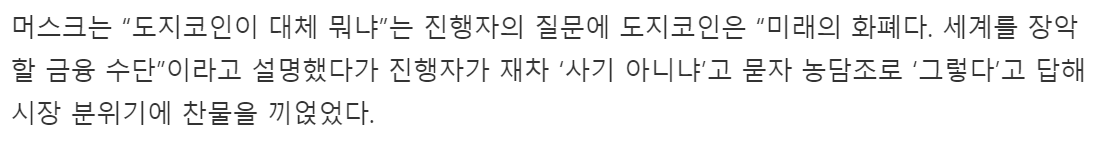 머스크는 “도지코인이 대체 뭐냐”는 진행자의 질문에 도지코인은 “미래의 화폐다. 세계를 장악
할 금융 수단”이라고 설명했다가 진행자가 재차 ‘사기 아니냐’고 묻자 농담조로 ‘그렇다’고 답해
시장 분위기에 찬물을 끼얹었다.